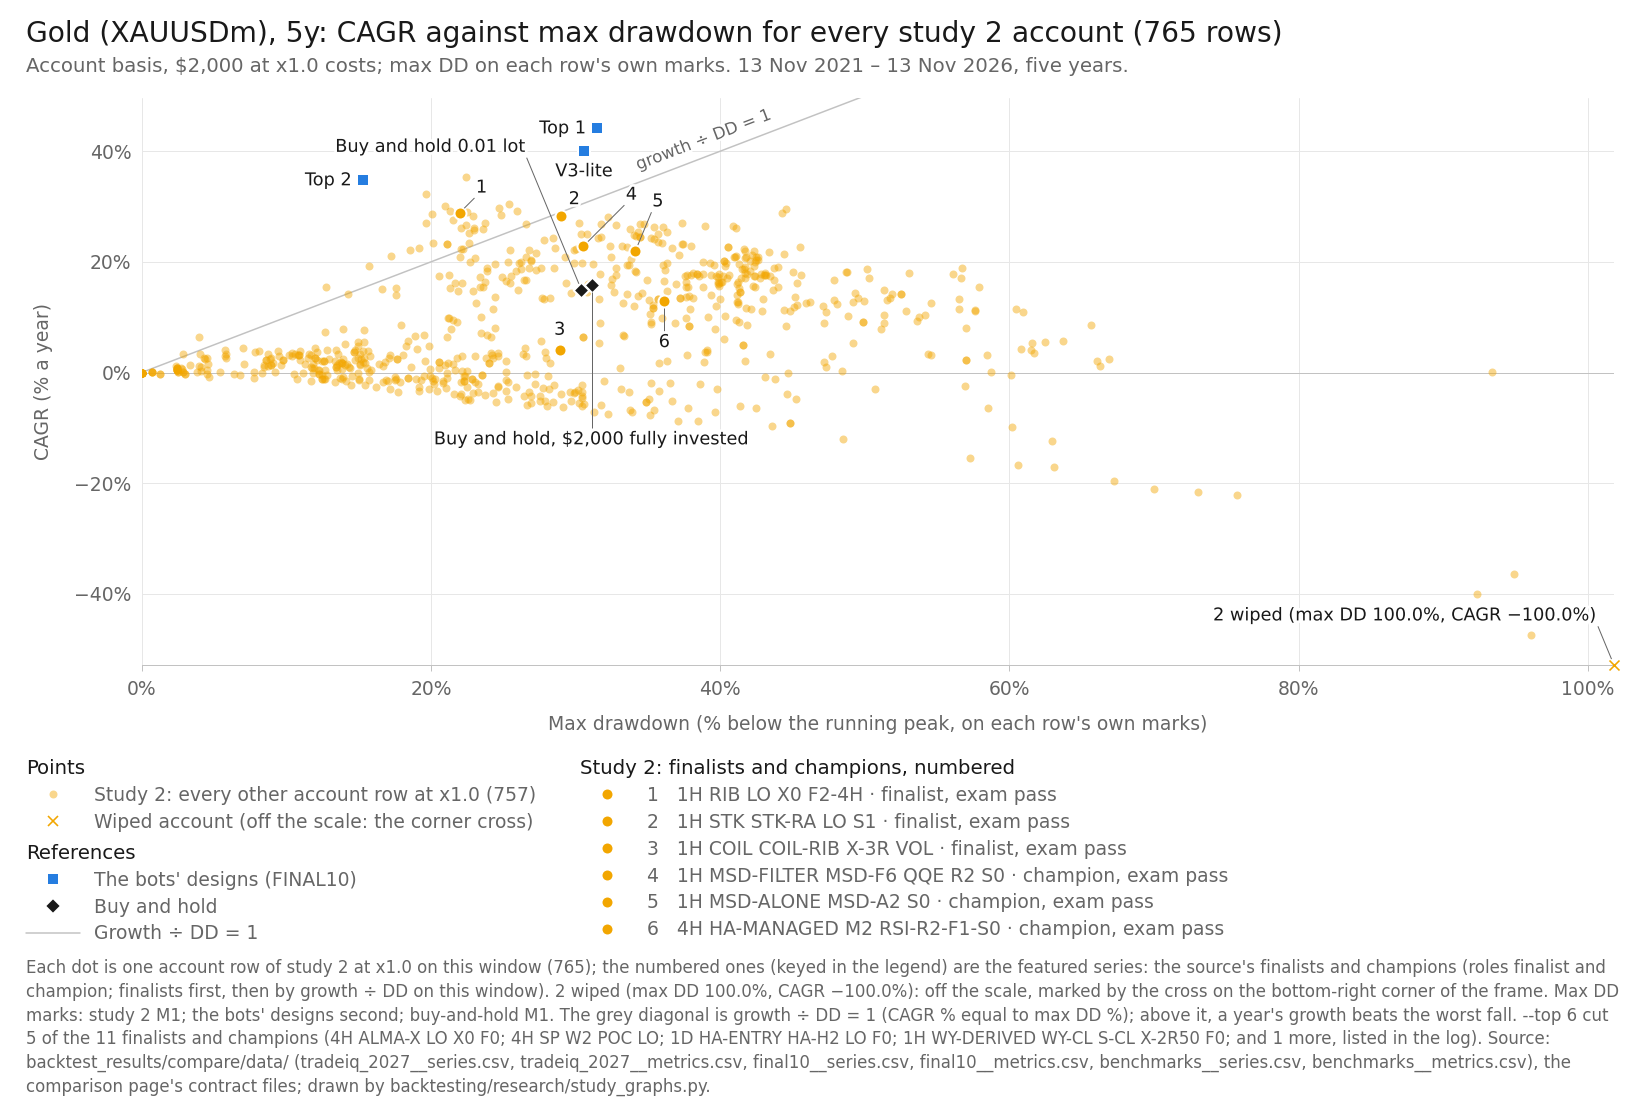 Gold (XAUUSDm), 5y: CAGR against max drawdown for every study 2 account (765 rows)
Account basis, $2,000 at x1.0 costs; max DD on each row's own marks. 13 Nov 2021 – 13 Nov 2026, five years.
growth ÷ DD = 1
Top 1
Buy and hold 0.01 lot
V3-lite
Top 2
1
2
4
5
3
6
Buy and hold, $2,000 fully invested
2 wiped (max DD 100.0%, CAGR −100.0%)
40%
20%
0%
−20%
−40%
CAGR (% a year)
0%
20%
40%
60%
80%
100%
Max drawdown (% below the running peak, on each row's own marks)
Points
Study 2: every other account row at x1.0 (757)
Wiped account (off the scale: the corner cross)
References
The bots' designs (FINAL10)
Buy and hold
Growth ÷ DD = 1
Study 2: finalists and champions, numbered
1 1H RIB LO X0 F2-4H · finalist, exam pass
2 1H STK STK-RA LO S1 · finalist, exam pass
3 1H COIL COIL-RIB X-3R VOL · finalist, exam pass
4 1H MSD-FILTER MSD-F6 QQE R2 S0 · champion, exam pass
5 1H MSD-ALONE MSD-A2 S0 · champion, exam pass
6 4H HA-MANAGED M2 RSI-R2-F1-S0 · champion, exam pass
Each dot is one account row of study 2 at x1.0 on this window (765); the numbered ones (keyed in the legend) are the featured series: the source's finalists and champions (roles finalist and
champion; finalists first, then by growth ÷ DD on this window). 2 wiped (max DD 100.0%, CAGR −100.0%): off the scale, marked by the cross on the bottom-right corner of the frame. Max DD
marks: study 2 M1; the bots' designs second; buy-and-hold M1. The grey diagonal is growth ÷ DD = 1 (CAGR % equal to max DD %); above it, a year's growth beats the worst fall. --top 6 cut
5 of the 11 finalists and champions (4H ALMA-X LO X0 F0; 4H SP W2 POC LO; 1D HA-ENTRY HA-H2 LO F0; 1H WY-DERIVED WY-CL S-CL X-2R50 F0; and 1 more, listed in the log). Source:
backtest_results/compare/data/ (tradeiq_2027__series.csv, tradeiq_2027__metrics.csv, final10__series.csv, final10__metrics.csv, benchmarks__series.csv, benchmarks__metrics.csv), the
comparison page's contract files; drawn by backtesting/research/study_graphs.py.